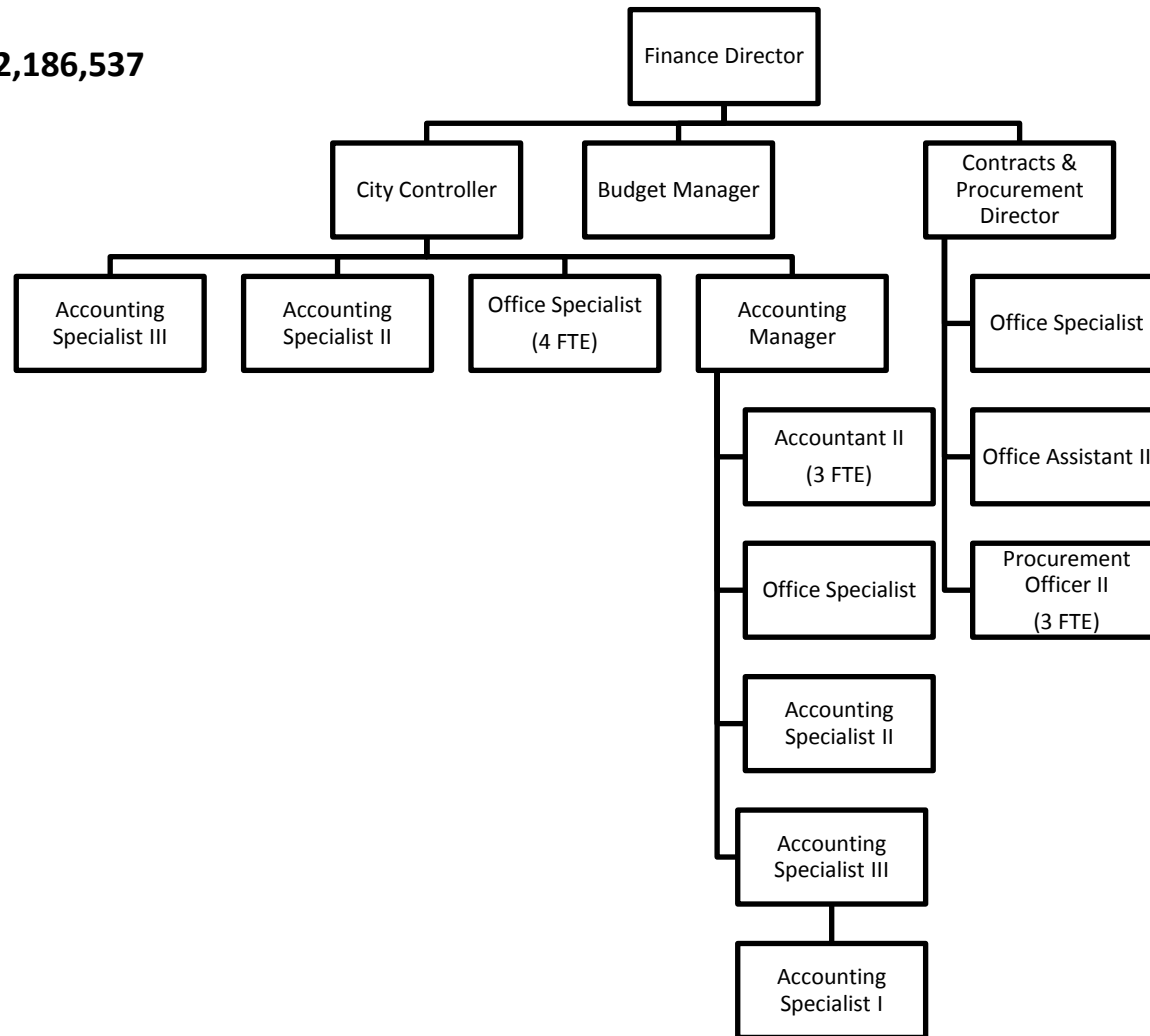 2,186,537
Finance Director
City Controller
Budget Manager
Contracts &
Procurement
Director
Accounting
Specialist III
Accounting
Specialist II
Office Specialist
(4 FTE)
Accounting
Manager
Office Specialist
Accountant II
(3 FTE)
Office Assistant II
Office Specialist
Procurement
Officer II
(3 FTE)
Accounting
Specialist II
Accounting
Specialist III
Accounting
Specialist I